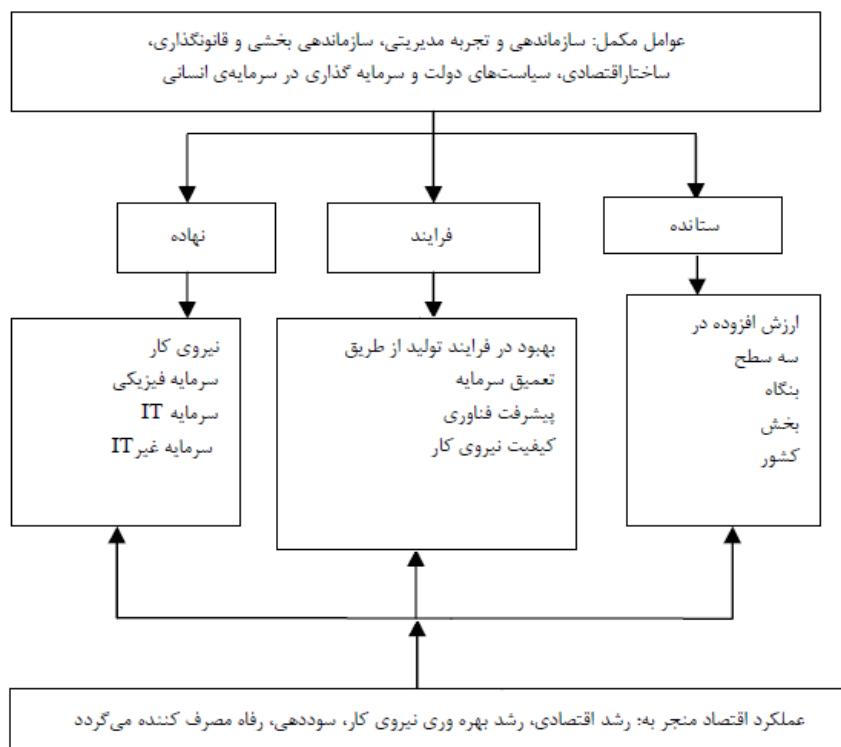 عوامل مکمل: سازماندهی و تجربه مدیریتی، سازماندهی بخشی و قانونگذاری،
ساختاراقتصادی، سیاست‌های دولت و سرمایه گذاری در سرمایه‌ی انسانی
ستانده
فرایند
نهاده
ارزش افزوده در
سه سطح
بنگاه
بخش
کشور
بهبود در فرایند تولید از طریق
تعمیق سرمایه
پیشرفت فناوری
کیفیت نیروی کار
نیروی کار
سرمایه فیزیکی
سرمایه IT
سرمایه غیرIT
عملکرد اقتصاد منجر به: رشد اقتصادی، رشد بهره وری نیروی کار، سوددهی، رفاه مصرف کننده می‌گردد